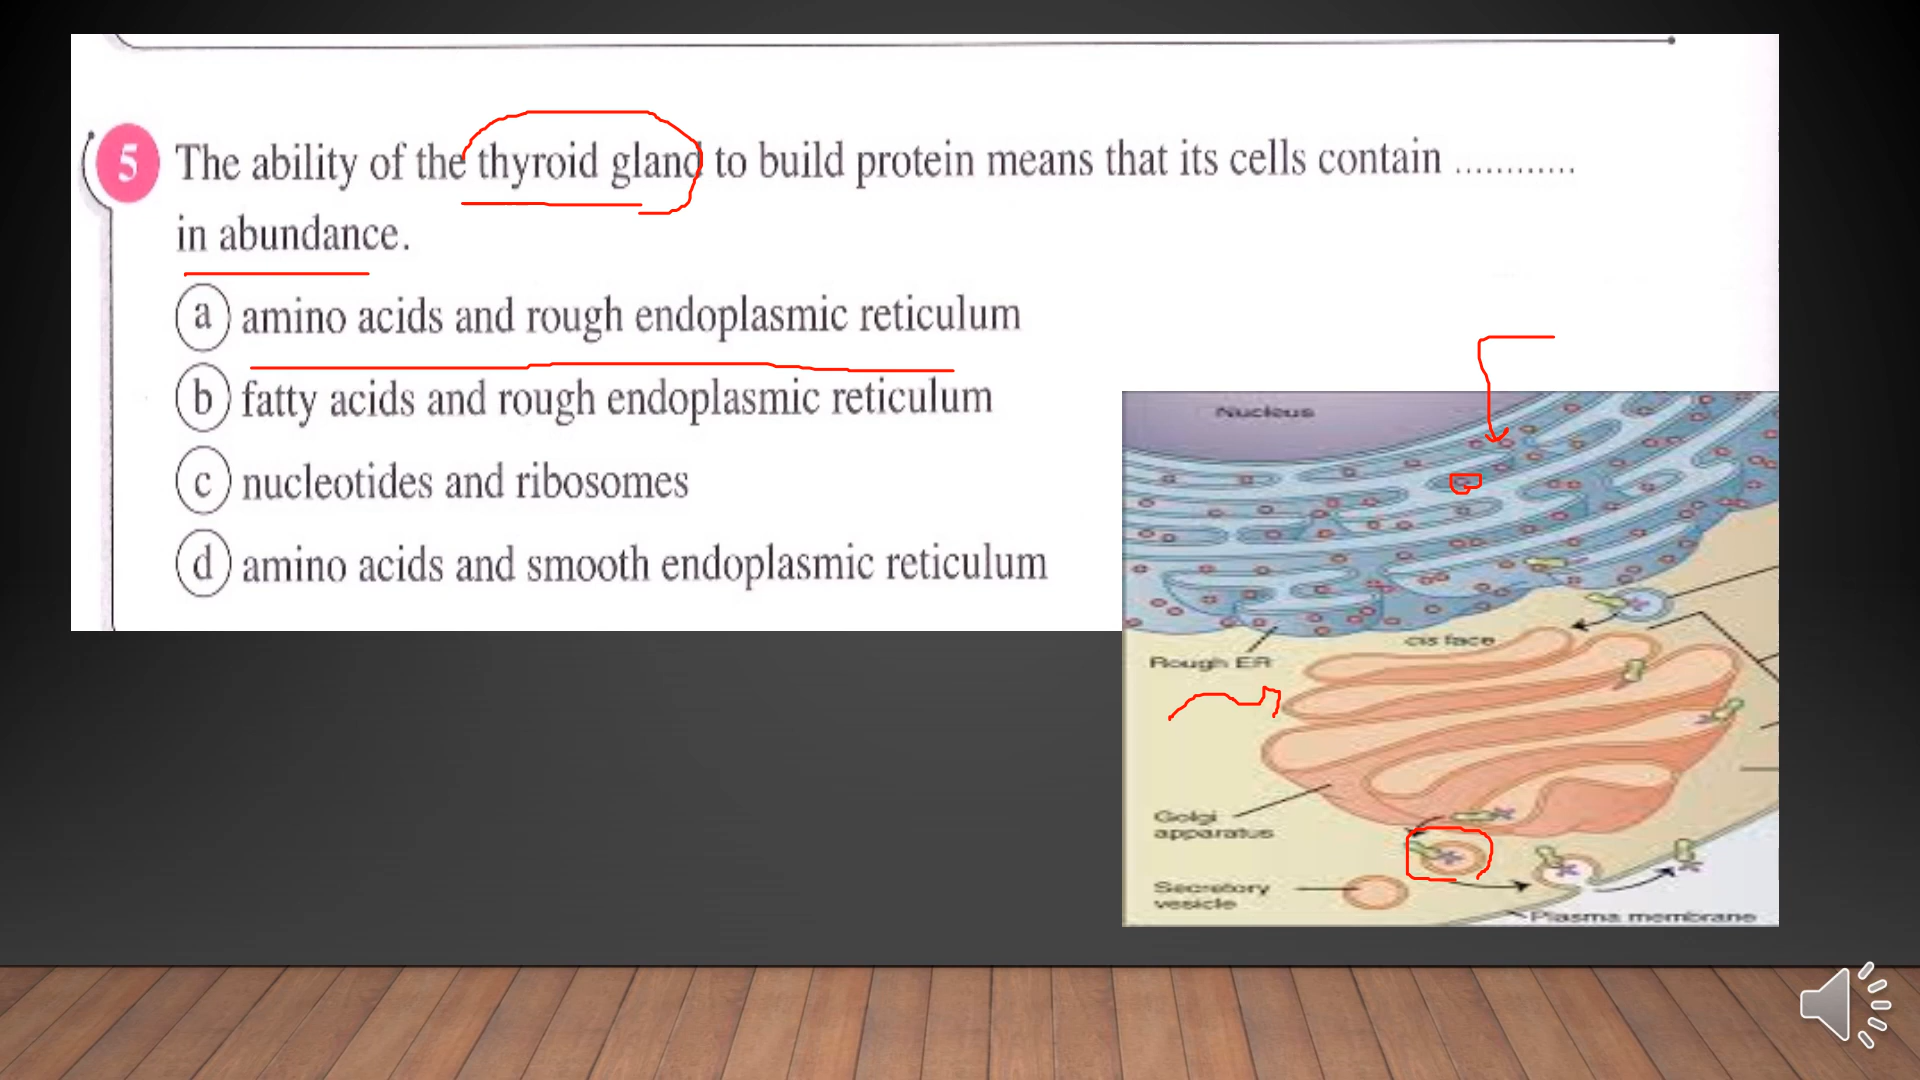 5 The ability of the thyroid gland to build protein means that its cells contain ............
in abundance.
a amino acids and rough endoplasmic reticulum
b fatty acids and rough endoplasmic reticulum
c nucleotides and ribosomes
d amino acids and smooth endoplasmic reticulum
Nucleus
cis face
Rough ER
Golgi
apparatus
Secretory
vesicle
Plasma membrane